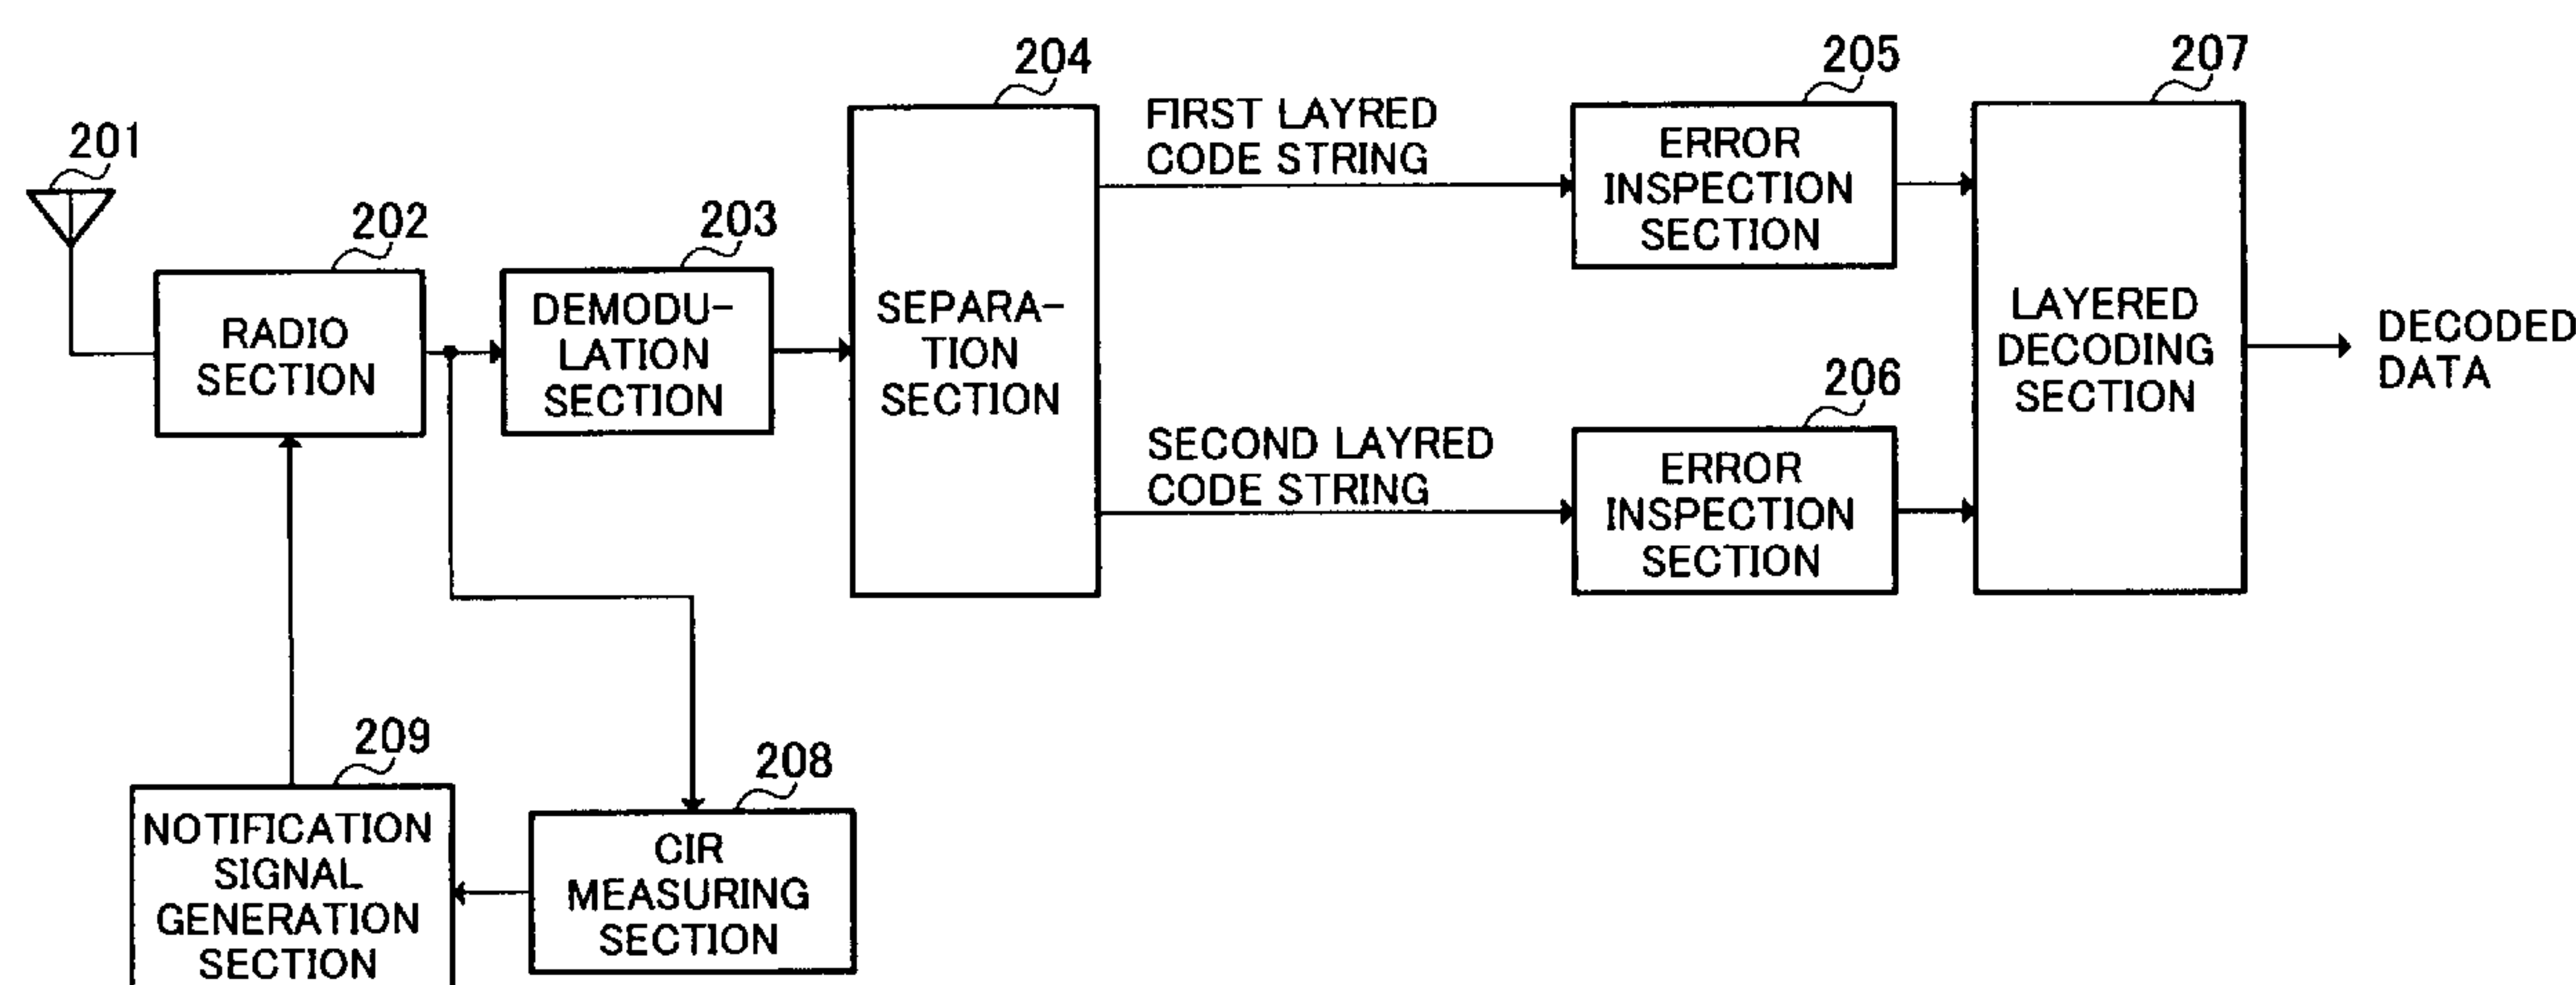 201
202
RADIO
SECTION
203
DEMODU-
LATION
SECTION
204
SEPARA-
TION
SECTION
FIRST LAYRED
CODE STRING
205
ERROR
INSPECTION
SECTION
SECOND LAYRED
CODE STRING
206
ERROR
INSPECTION
SECTION
207
LAYERED
DECODING
SECTION
DECODED
DATA
208
CIR
MEASURING
SECTION
209
NOTIFICATION
SIGNAL
GENERATION
SECTION